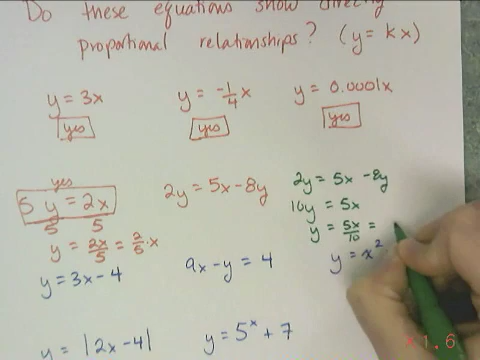 Do these equations show directly
proportional relationships? (y = kx)
y = 3x
yes
y = -1/4 x
yes
y = 0.0001x
yes
yes
5y = 2x
5 5
y = 2x/5 = 2/5 · x
2y = 5x - 8y
2y = 5x - 8y
10y = 5x
y = 5x/10 =
y = 3x - 4
9x - y = 4
y = x²
y = |2x - 4|
y = 5ˣ + 7
x1.6